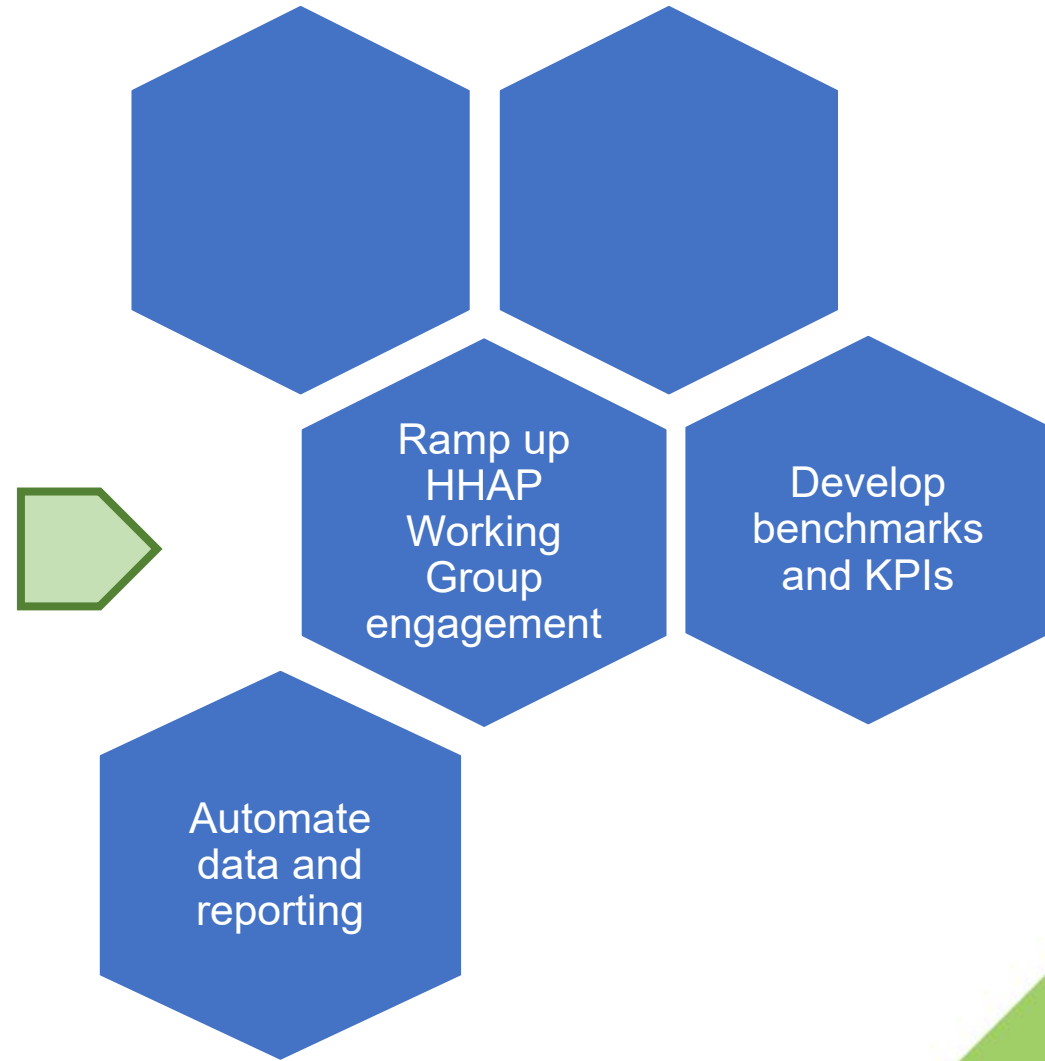 Ramp up
HHAP
Working
Group
engagement
Develop
benchmarks
and KPIs
Automate
data and
reporting